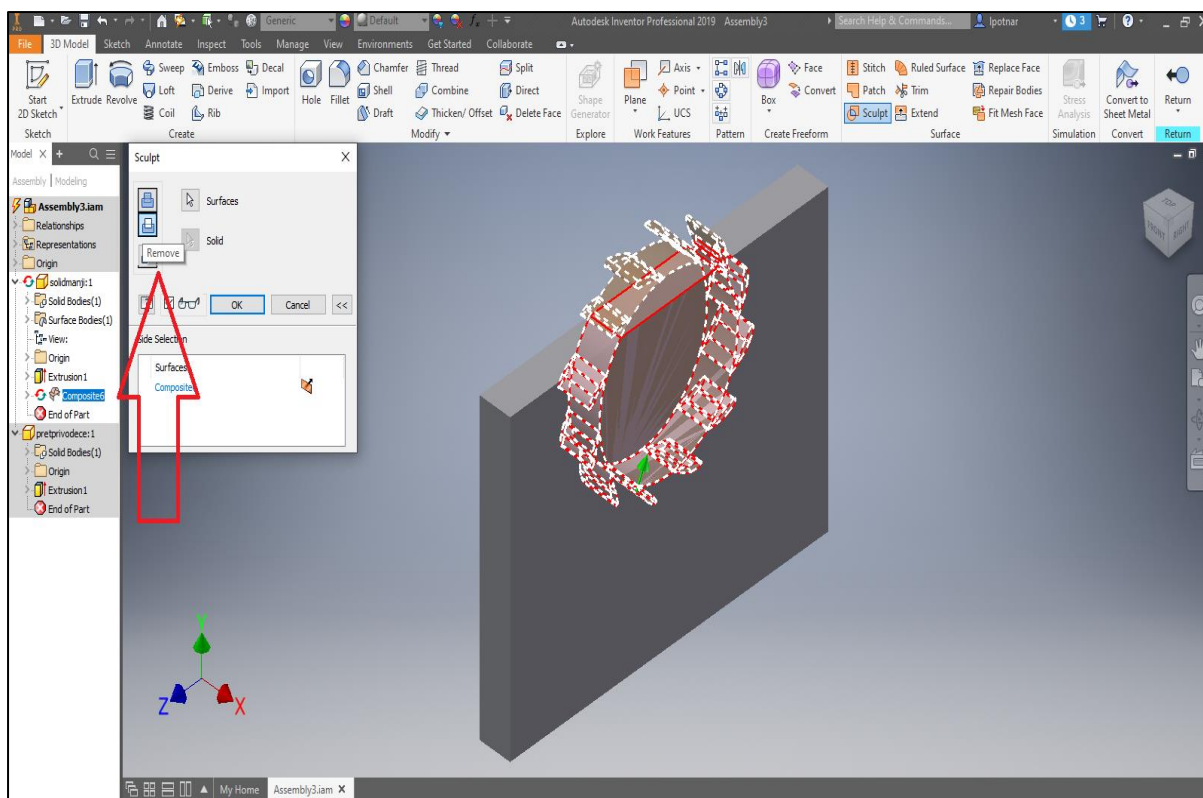 PRO
Generic
Default
Autodesk Inventor Professional 2019 Assembly3
Search Help & Commands...
lpotnar
3
File 3D Model Sketch Annotate Inspect Tools Manage View Environments Get Started Collaborate
Start
2D Sketch
Extrude
Revolve
Sweep Emboss Decal
Loft Derive Import
Coil Rib
Hole
Fillet
Chamfer Thread Split
Shell Combine Direct
Draft Thicken/ Offset Delete Face
Shape
Generator
Plane
Axis
Point
UCS
Box
Face
Convert
Stitch Ruled Surface Replace Face
Patch Trim Repair Bodies
Sculpt Extend Fit Mesh Face
Stress
Analysis
Convert to
Sheet Metal
Return
Sketch Create Modify Explore Work Features Pattern Create Freeform Surface Simulation Convert Return
Model
Assembly Modeling
Assembly3.iam
Relationships
Representations
Origin
solidmanji:1
Solid Bodies(1)
Surface Bodies(1)
View:
Origin
Extrusion1
Composite6
End of Part
pretprivodece:1
Solid Bodies(1)
Origin
Extrusion1
End of Part
Sculpt
Surfaces
Solid
Remove
OK Cancel <<
Side Selection
Surfaces
Composite
TOP
FRONT RIGHT
Y
Z X
My Home Assembly3.iam